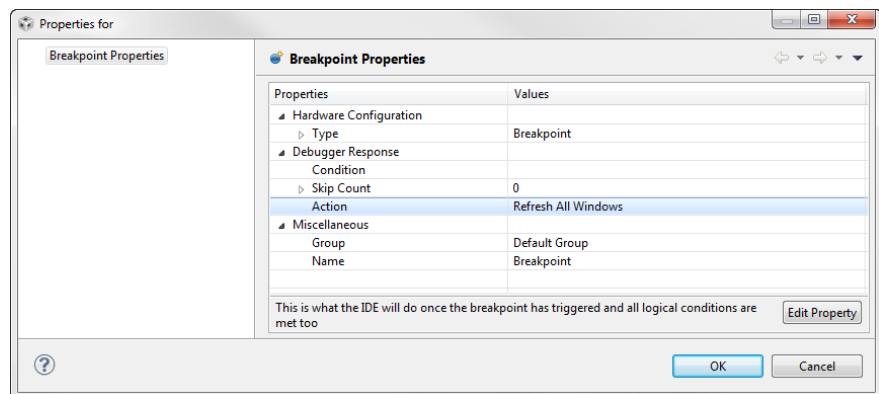 Properties for
Breakpoint Properties
Breakpoint Properties
Properties Values
Hardware Configuration
Type Breakpoint
Debugger Response
Condition
Skip Count 0
Action Refresh All Windows
Miscellaneous
Group Default Group
Name Breakpoint
This is what the IDE will do once the breakpoint has triggered and all logical conditions are
met too
Edit Property
OK Cancel